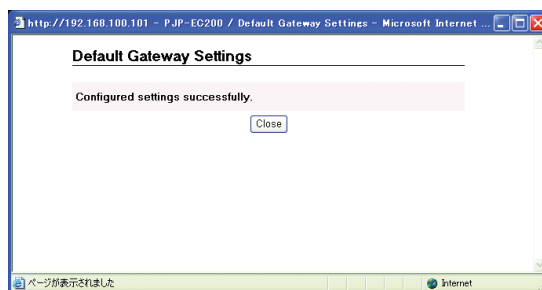 http://192.168.100.101 - PJP-EC200 / Default Gateway Settings - Microsoft Internet ...
Default Gateway Settings
Configured settings successfully.
Close
ページが表示されました
Internet